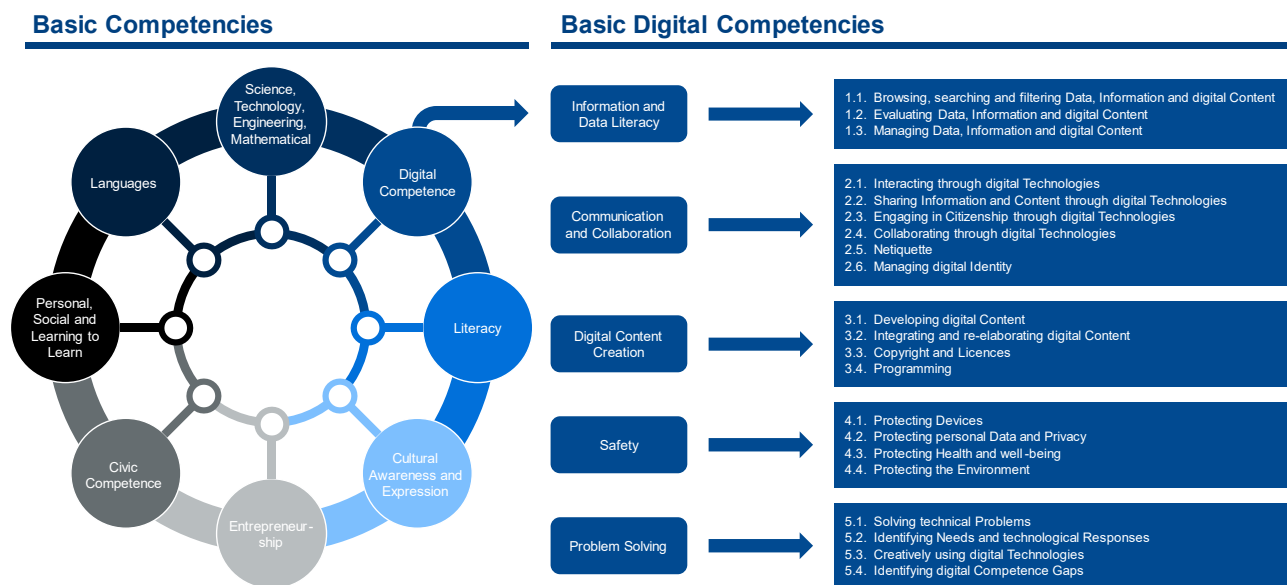 Basic Competencies
Science,
Technology,
Engineering,
Mathematical
Digital
Competence
Literacy
Cultural
Awareness and
Expression
Entrepreneur-
ship
Civic
Competence
Personal,
Social and
Learning to
Learn
Languages
Basic Digital Competencies
Information and
Data Literacy
1.1. Browsing, searching and filtering Data, Information and digital Content
1.2. Evaluating Data, Information and digital Content
1.3. Managing Data, Information and digital Content
Communication
and Collaboration
2.1. Interacting through digital Technologies
2.2. Sharing Information and Content through digital Technologies
2.3. Engaging in Citizenship through digital Technologies
2.4. Collaborating through digital Technologies
2.5. Netiquette
2.6. Managing digital Identity
Digital Content
Creation
3.1. Developing digital Content
3.2. Integrating and re-elaborating digital Content
3.3. Copyright and Licences
3.4. Programming
Safety
4.1. Protecting Devices
4.2. Protecting personal Data and Privacy
4.3. Protecting Health and well-being
4.4. Protecting the Environment
Problem Solving
5.1. Solving technical Problems
5.2. Identifying Needs and technological Responses
5.3. Creatively using digital Technologies
5.4. Identifying digital Competence Gaps